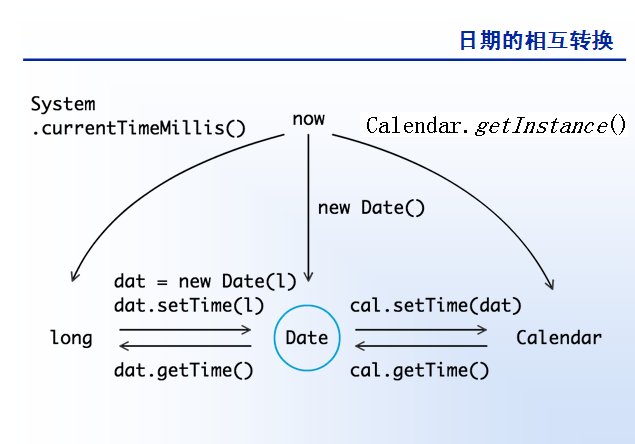 日期的相互转换
System
.currentTimeMillis()
now
Calendar.getInstance()
new Date()
dat = new Date(l)
dat.setTime(l)
cal.setTime(dat)
long
Date
Calendar
dat.getTime()
cal.getTime()